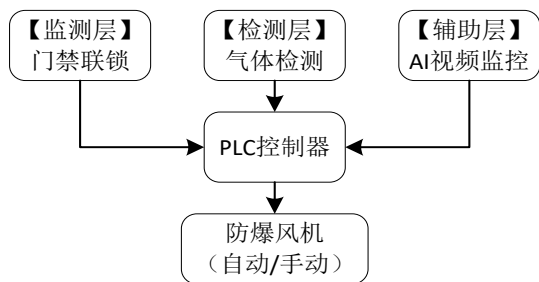 【监测层】
门禁联锁
【检测层】
气体检测
【辅助层】
AI视频监控
PLC控制器
防爆风机
（自动/手动）